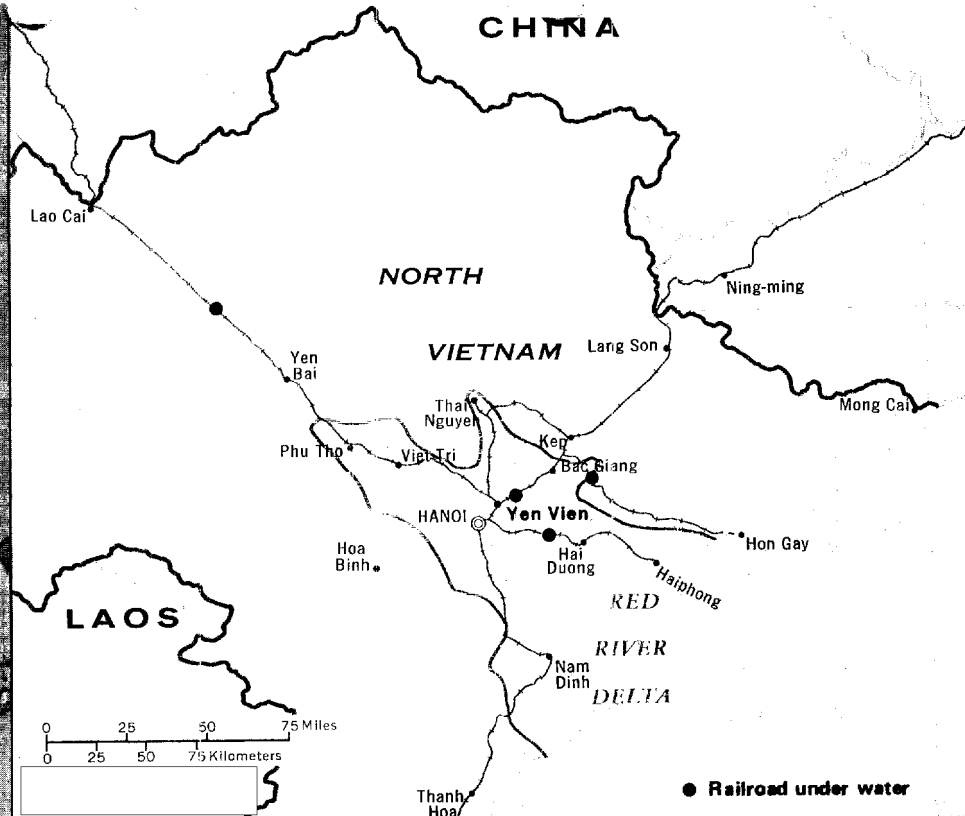 CHINA
Lao Cai
NORTH
VIETNAM
Ning-ming
Lang Son
Mong Cai
Yen
Bai
Thai
Nguyen
Phu Tho
Viet Tri
Kep
Bac Giang
HANOI
Yen Vien
Hon Gay
Hoa
Binh
Hai
Duong
Haiphong
LAOS
RED
RIVER
DELTA
Nam
Dinh
0 25 50 75 Miles
0 25 50 75 Kilometers
Thanh
Hoa
Railroad under water